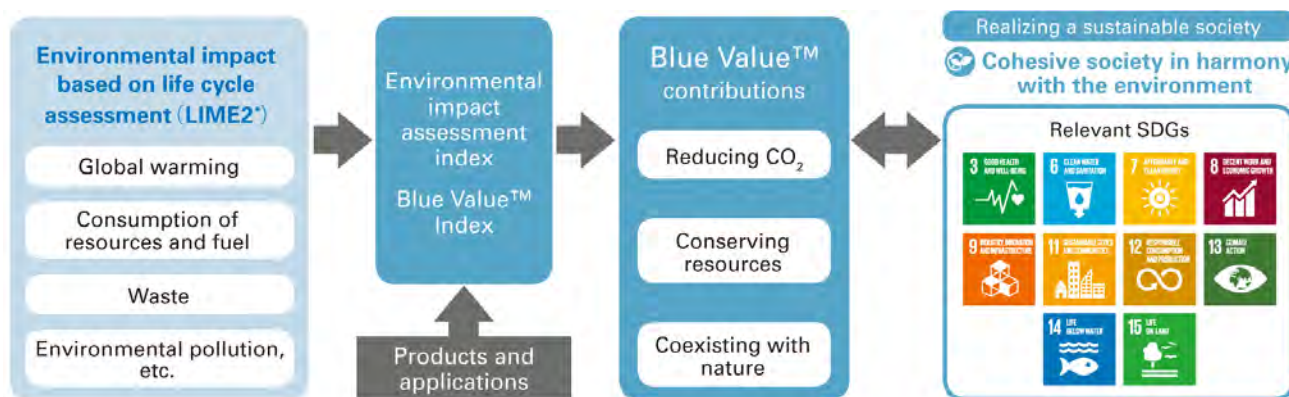 Environmental impact
based on life cycle
assessment (LIME2*)
Global warming
Consumption of
resources and fuel
Waste
Environmental pollution,
etc.
Environmental
impact
assessment
index
Blue Value™
Index
Products and
applications
Blue Value™
contributions
Reducing CO₂
Conserving
resources
Coexisting with
nature
Realizing a sustainable society
Cohesive society in harmony
with the environment
Relevant SDGs
3 GOOD HEALTH
AND WELL-BEING
6 CLEAN WATER
AND SANITATION
7 AFFORDABLE AND
CLEAN ENERGY
8 DECENT WORK AND
ECONOMIC GROWTH
9 INDUSTRY, INNOVATION
AND INFRASTRUCTURE
11 SUSTAINABLE CITIES
AND COMMUNITIES
12 RESPONSIBLE
CONSUMPTION
AND PRODUCTION
13 CLIMATE
ACTION
14 LIFE
BELOW WATER
15 LIFE
ON LAND